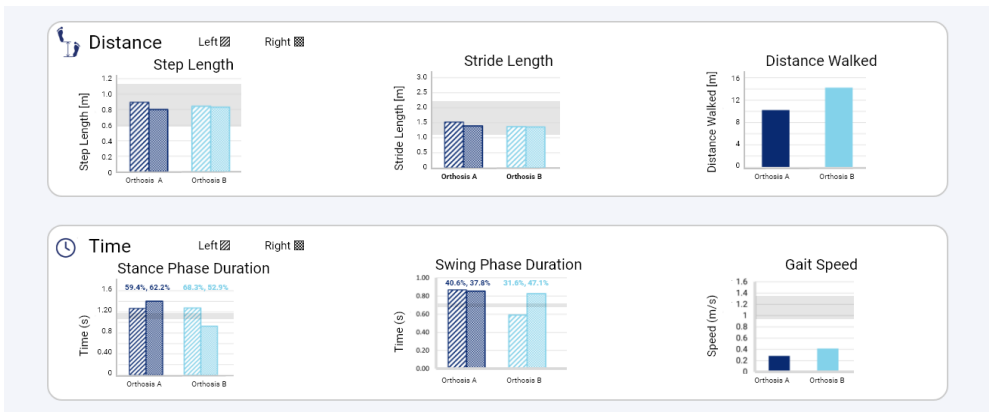 Distance Left Right
Step Length Stride Length Distance Walked
Step Length [m]
1.2
1.0
0.8
0.6
0.4
0.2
0
Orthosis A Orthosis B
Stride Length [m]
3.0
2.5
2.0
1.5
1.0
0.5
0
Orthosis A Orthosis B
Distance Walked [m]
16
12
8
4
0
Orthosis A Orthosis B
Time Left Right
Stance Phase Duration Swing Phase Duration Gait Speed
Time (s)
1.6
1.20
0.8
0.40
0
59.4%, 62.2% 68.3%, 52.9%
Orthosis A Orthosis B
Time (s)
1.00
0.80
0.60
0.40
0.20
0.00
40.6%, 37.8% 31.6%, 47.1%
Orthosis A Orthosis B
Speed (m/s)
1.6
1.4
1.2
1
0.8
0.6
0.4
0.2
0
Orthosis A Orthosis B